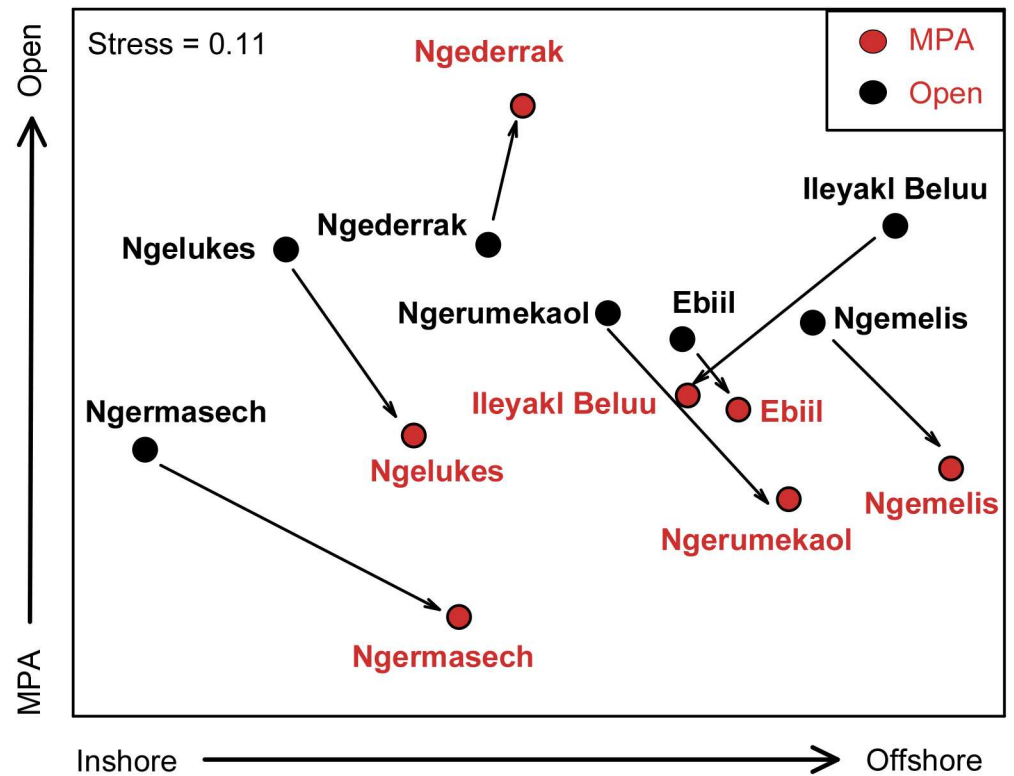 Stress = 0.11
MPA
Open
Ngederrak
Ileyakl Beluu
Ngederrak
Ngelukes
Ebiil
Ngerumekaol
Ngemelis
Ileyakl Beluu
Ebiil
Ngermasech
Ngelukes
Ngemelis
Ngerumekaol
Ngermasech
Open
MPA
Inshore
Offshore